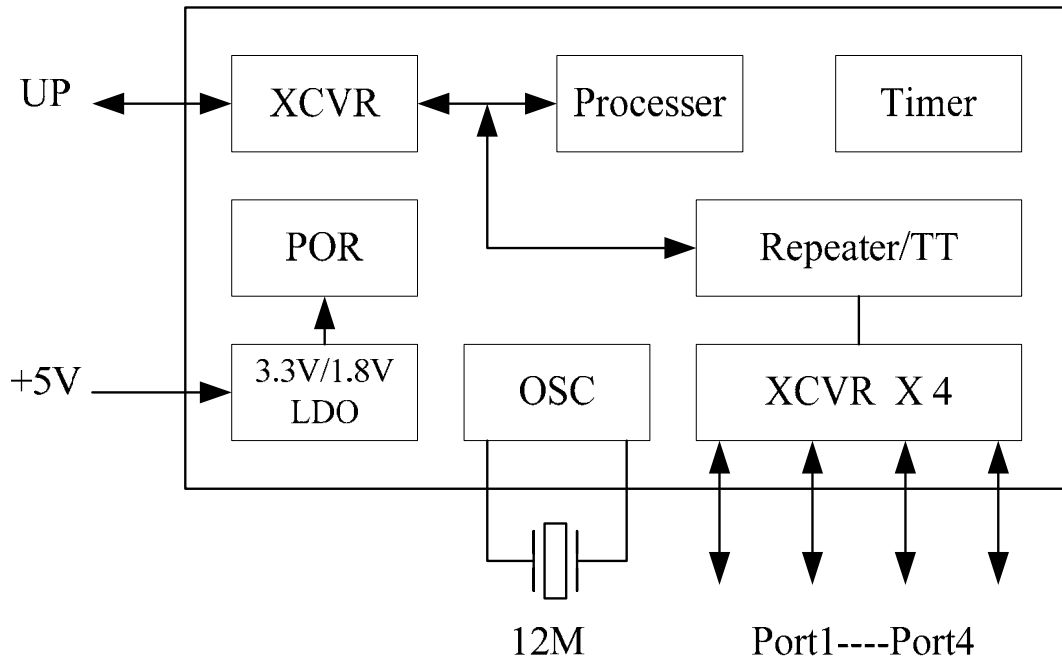 UP
XCVR
Processer
Timer
POR
Repeater/TT
+5V
3.3V/1.8V
LDO
OSC
XCVR X 4
12M
Port1----Port4